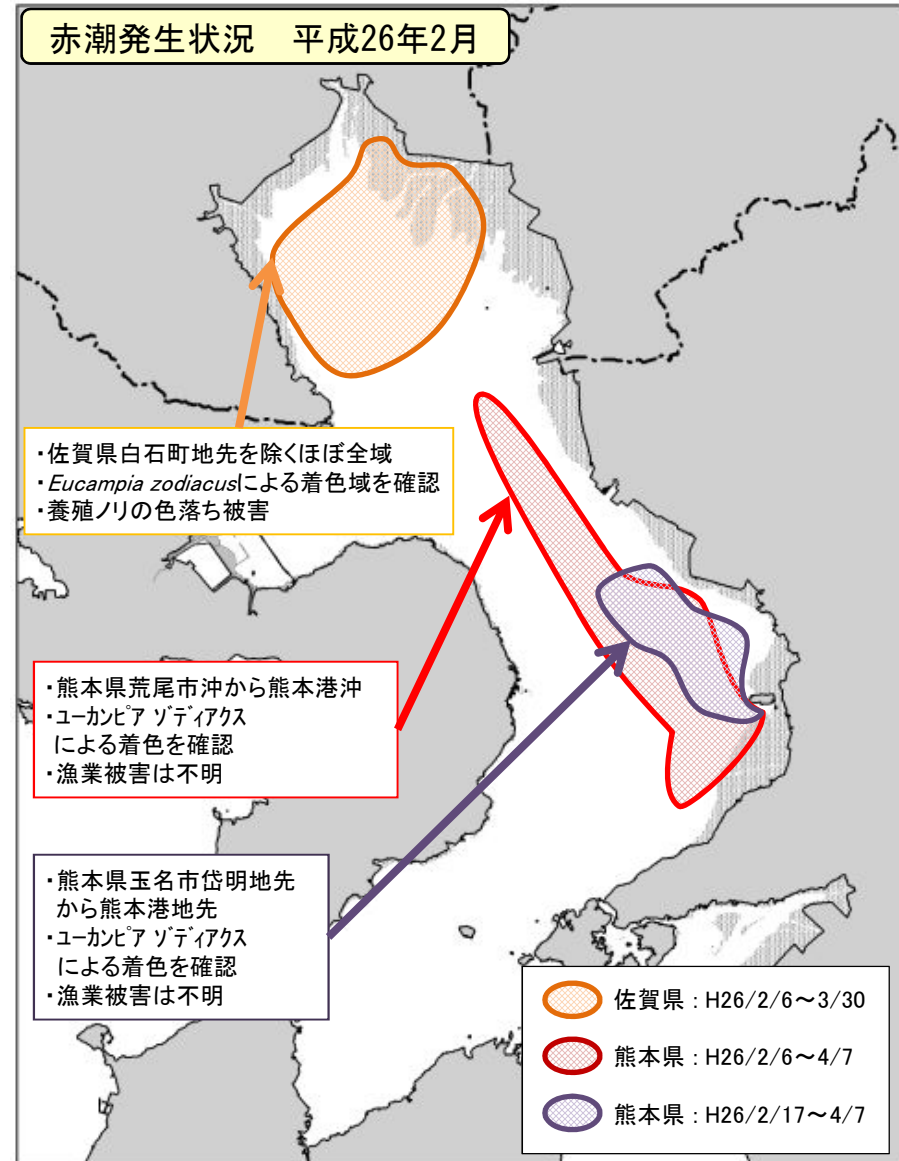 赤潮発生状況　平成26年2月
・佐賀県白石町地先を除くほぼ全域
・Eucampia zodiacusによる着色域を確認
・養殖ノリの色落ち被害
・熊本県荒尾市沖から熊本港沖
・ﾕｰｶﾝﾋﾟｱ ｿﾞﾃﾞｨｱｸｽ
による着色を確認
・漁業被害は不明
・熊本県玉名市岱明地先
から熊本港地先
・ﾕｰｶﾝﾋﾟｱ ｿﾞﾃﾞｨｱｸｽ
による着色を確認
・漁業被害は不明
佐賀県：H26/2/6～3/30
熊本県：H26/2/6～4/7
熊本県：H26/2/17～4/7